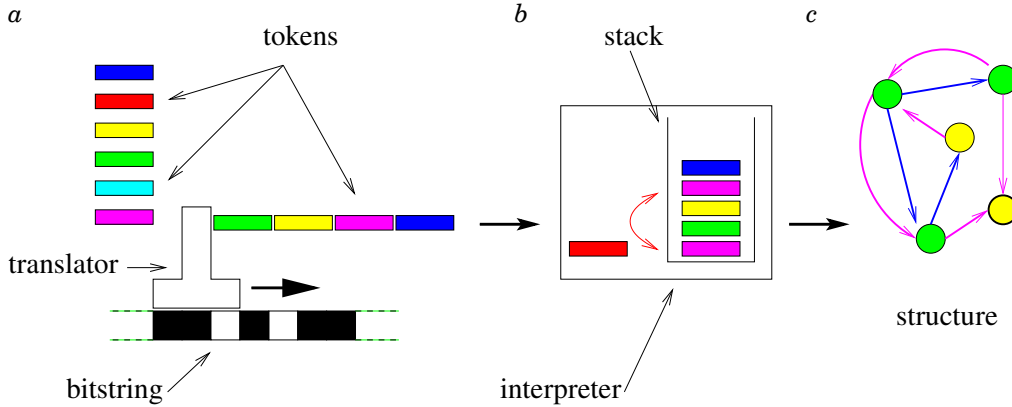 a
b
c
tokens
stack
translator
structure
bitstring
interpreter